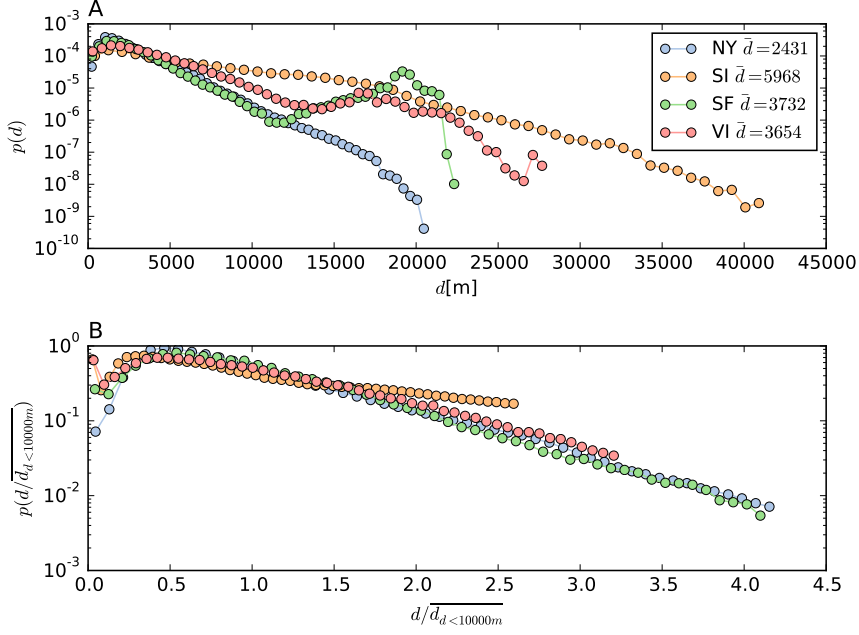 A
10⁻³
10⁻⁴
10⁻⁵
10⁻⁶
10⁻⁷
10⁻⁸
10⁻⁹
10⁻¹⁰
p(d)
NY d̄=2431
SI d̄=5968
SF d̄=3732
VI d̄=3654
0 5000 10000 15000 20000 25000 30000 35000 40000 45000
d[m]
B
10⁰
10⁻¹
10⁻²
10⁻³
p(d/d̅_{d<10000m})
0.0 0.5 1.0 1.5 2.0 2.5 3.0 3.5 4.0 4.5
d/d̅_{d<10000m}